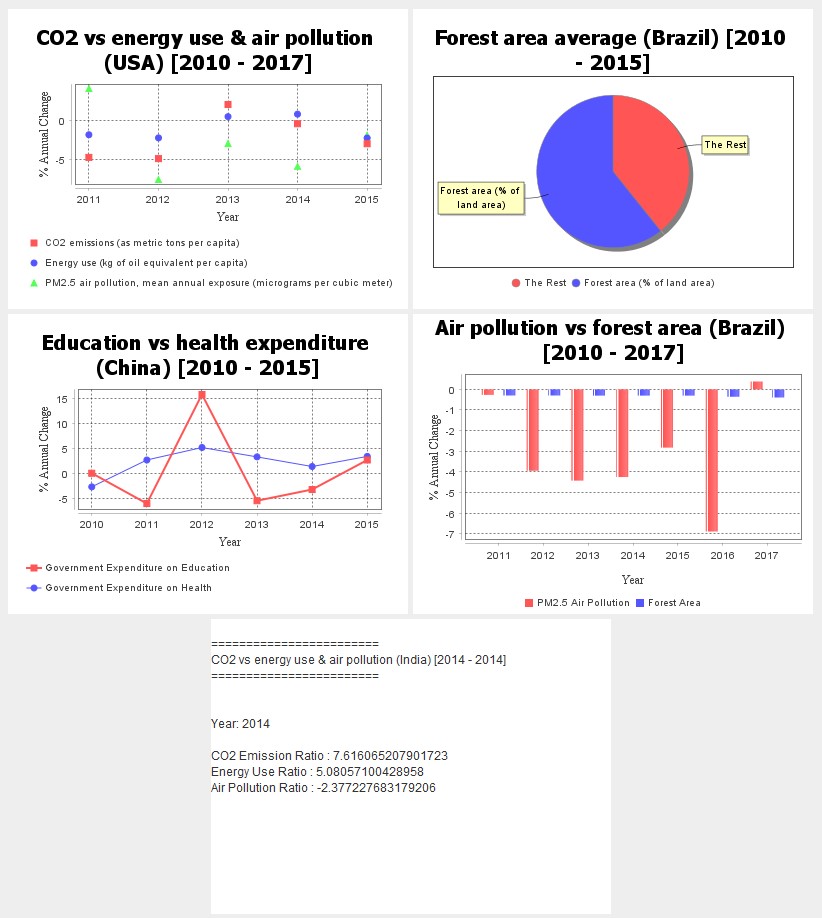 CO2 vs energy use & air pollution
(USA) [2010 - 2017]
% Annual Change
0
-5
2011 2012 2013 2014 2015
Year
CO2 emissions (as metric tons per capita)
Energy use (kg of oil equivalent per capita)
PM2.5 air pollution, mean annual exposure (micrograms per cubic meter)
Forest area average (Brazil) [2010
- 2015]
The Rest
Forest area (% of
land area)
The Rest Forest area (% of land area)
Education vs health expenditure
(China) [2010 - 2015]
% Annual Change
15
10
5
0
-5
2010 2011 2012 2013 2014 2015
Year
Government Expenditure on Education
Government Expenditure on Health
Air pollution vs forest area (Brazil)
[2010 - 2017]
% Annual Change
0
-1
-2
-3
-4
-5
-6
-7
2011 2012 2013 2014 2015 2016 2017
Year
PM2.5 Air Pollution Forest Area
========================
CO2 vs energy use & air pollution (India) [2014 - 2014]
========================
Year: 2014
CO2 Emission Ratio : 7.616065207901723
Energy Use Ratio : 5.08057100428958
Air Pollution Ratio : -2.377227683179206